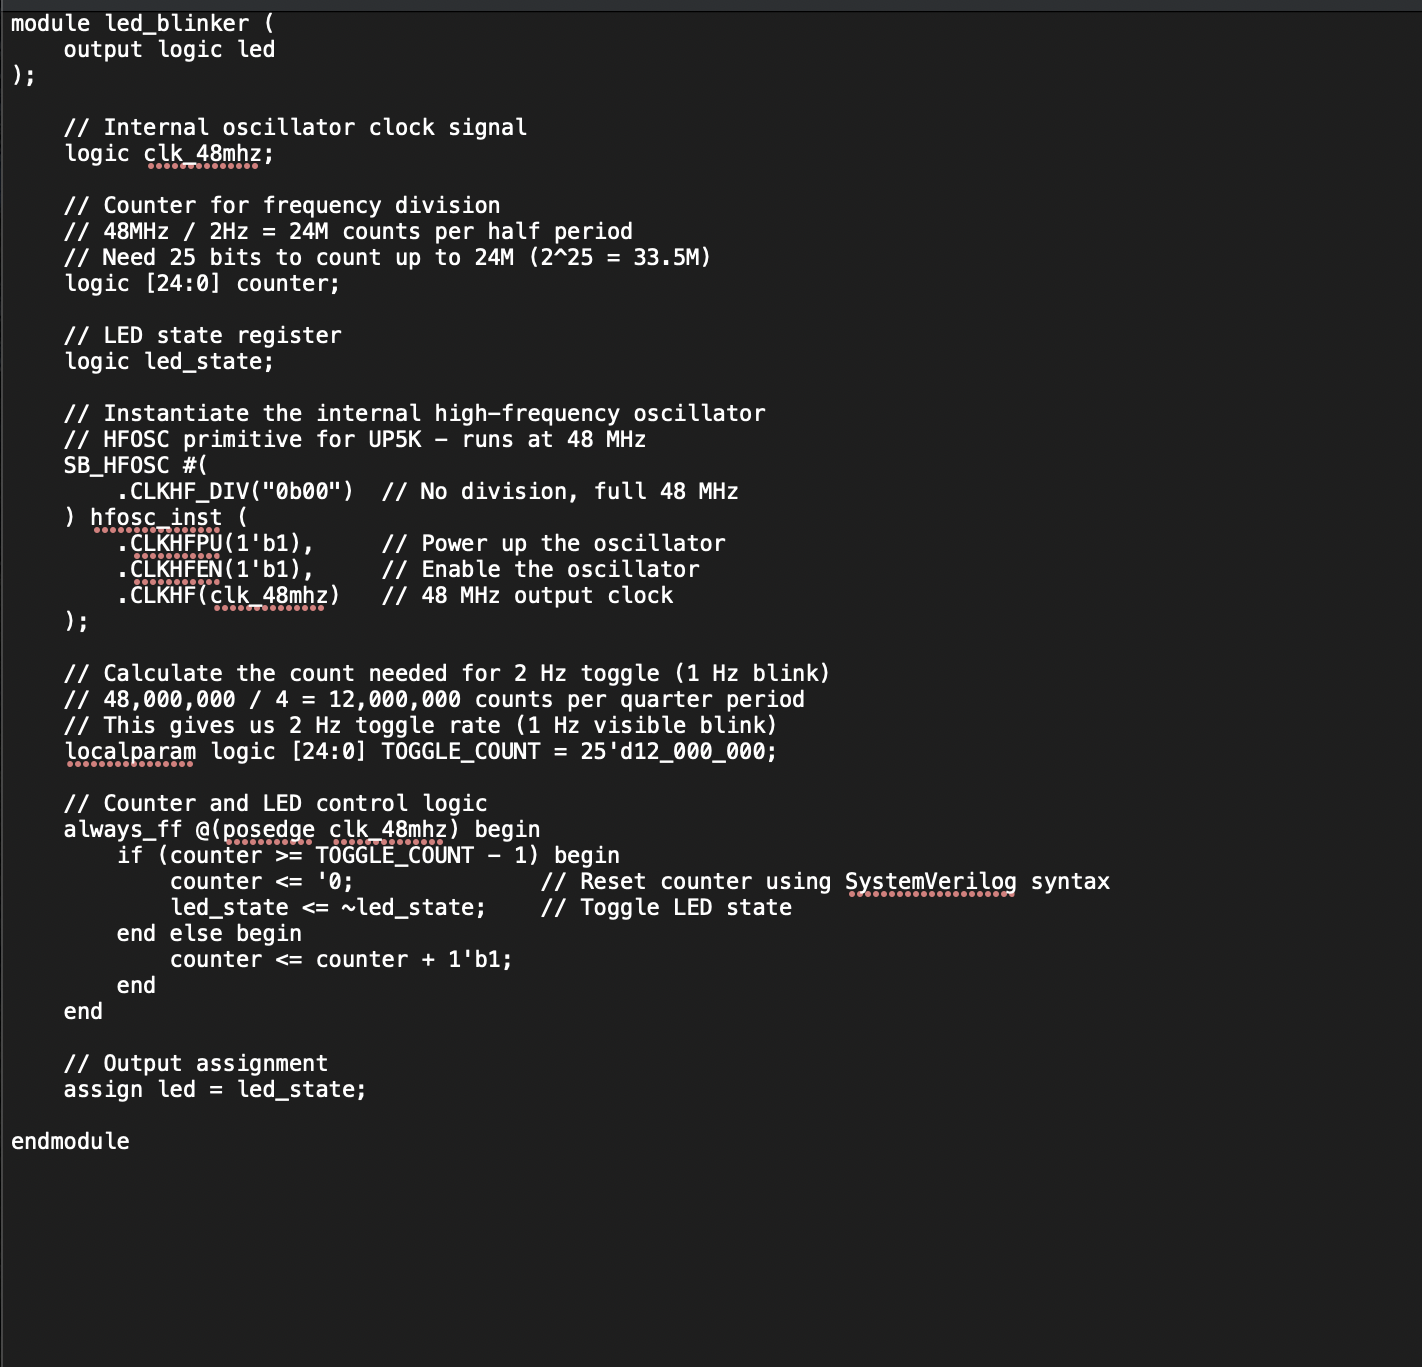 module led_blinker (
    output logic led
);

    // Internal oscillator clock signal
    logic clk_48mhz;

    // Counter for frequency division
    // 48MHz / 2Hz = 24M counts per half period
    // Need 25 bits to count up to 24M (2^25 = 33.5M)
    logic [24:0] counter;

    // LED state register
    logic led_state;

    // Instantiate the internal high-frequency oscillator
    // HFOSC primitive for UP5K - runs at 48 MHz
    SB_HFOSC #(
        .CLKHF_DIV("0b00")  // No division, full 48 MHz
    ) hfosc_inst (
        .CLKHFPU(1'b1),     // Power up the oscillator
        .CLKHFEN(1'b1),     // Enable the oscillator
        .CLKHF(clk_48mhz)   // 48 MHz output clock
    );

    // Calculate the count needed for 2 Hz toggle (1 Hz blink)
    // 48,000,000 / 4 = 12,000,000 counts per quarter period
    // This gives us 2 Hz toggle rate (1 Hz visible blink)
    localparam logic [24:0] TOGGLE_COUNT = 25'd12_000_000;

    // Counter and LED control logic
    always_ff @(posedge clk_48mhz) begin
        if (counter >= TOGGLE_COUNT - 1) begin
            counter <= '0;              // Reset counter using SystemVerilog syntax
            led_state <= ~led_state;    // Toggle LED state
        end else begin
            counter <= counter + 1'b1;
        end
    end

    // Output assignment
    assign led = led_state;

endmodule